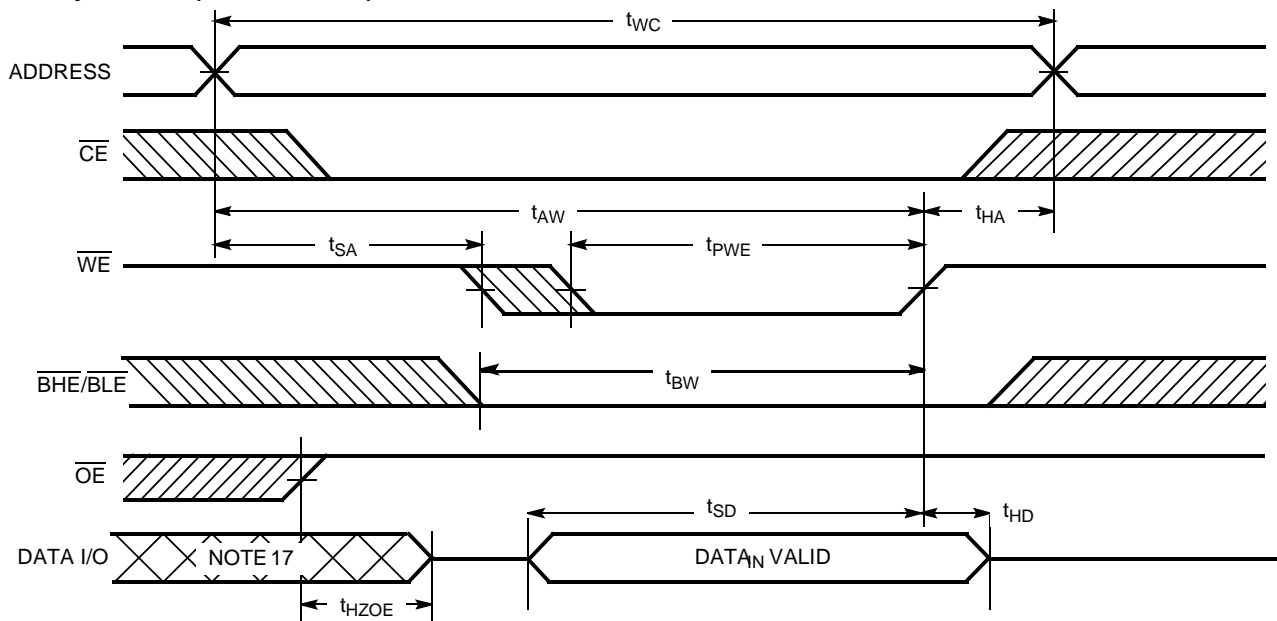 tWC
ADDRESS
CE
tAW
tHA
tSA
tPWE
WE
BHE/BLE
tBW
OE
tSD
tHD
DATA I/O
NOTE 17
DATAIN VALID
tHZOE